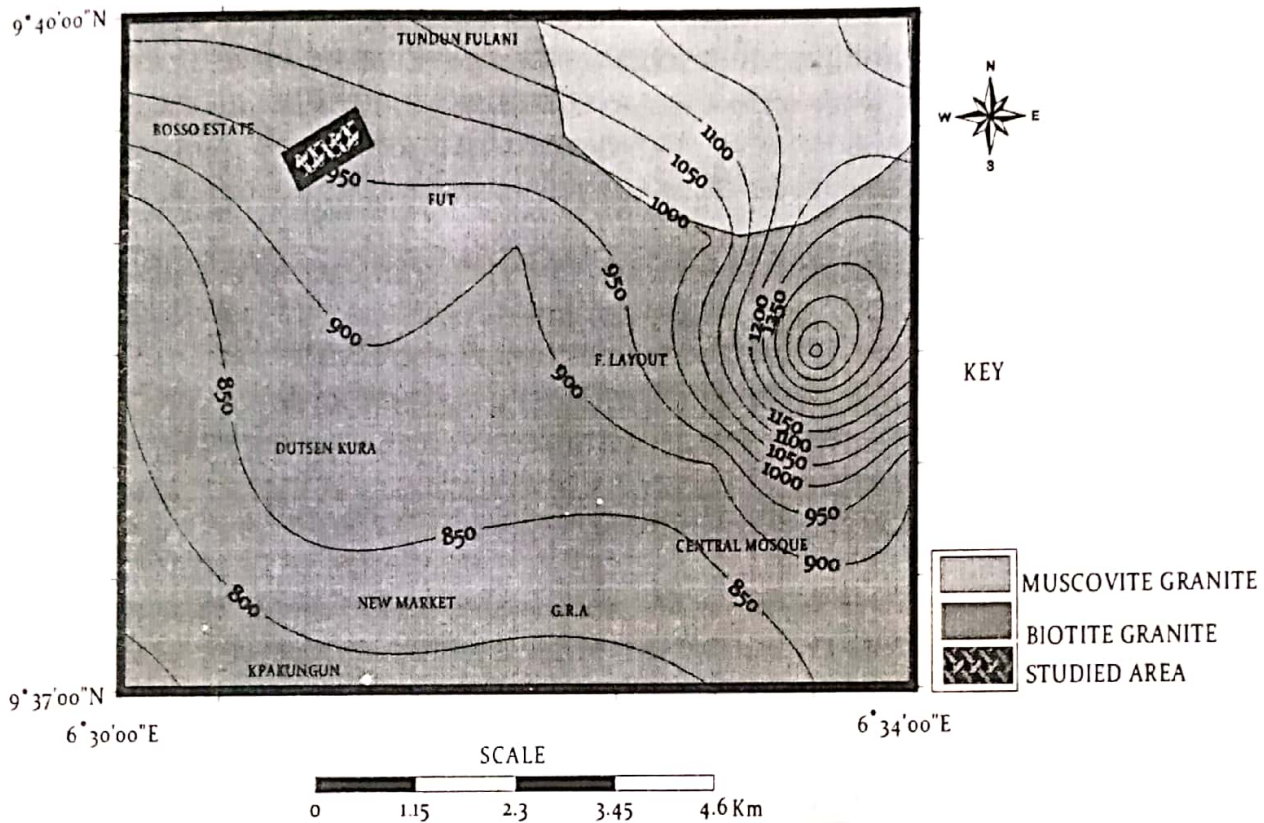 9°40'00"N
TUNDUN FULANI
N
BOSSO ESTATE
1100
W E
1050
S
950
FUT
1000
950
1200
1250
900
F. LAYOUT
KEY
900
850
1150
1100
DUTSEN KURA
1050
1000
950
850
CENTRAL MOSQUE
900
MUSCOVITE GRANITE
850
800
NEW MARKET
G.R.A
BIOTITE GRANITE
KPAKUNGUN
STUDIED AREA
9°37'00"N
6°30'00"E
6°34'00"E
SCALE
0 1.15 2.3 3.45 4.6 Km